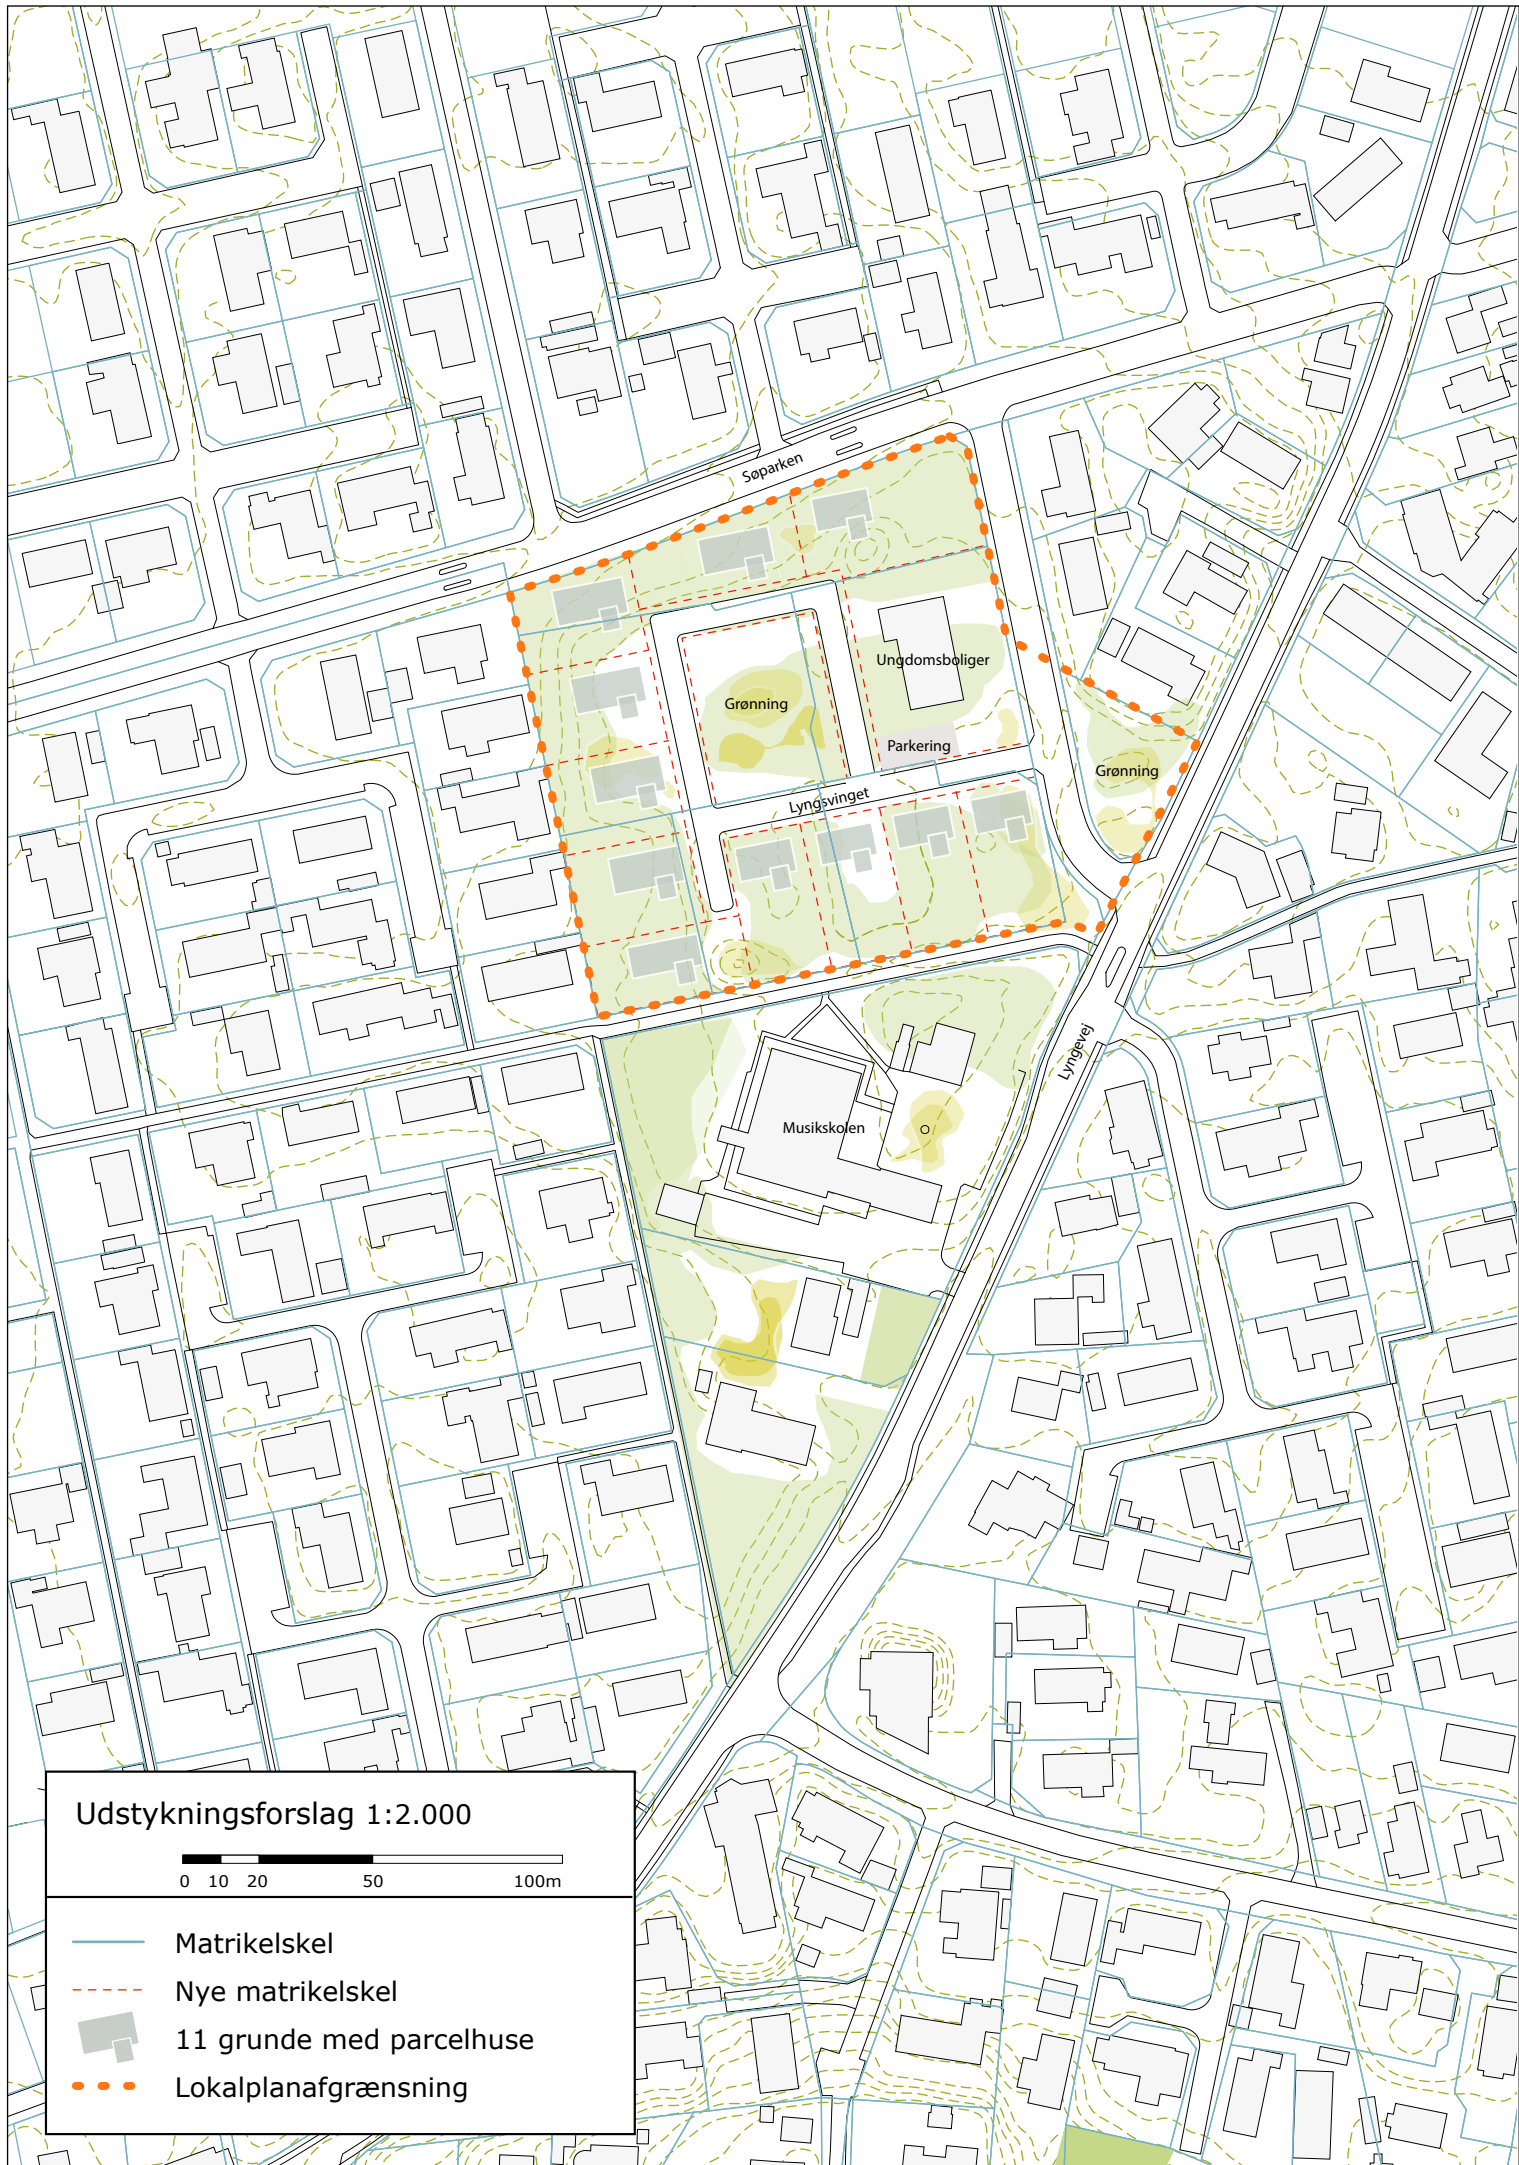 Søparken
Ungdomsboliger
Grønning
Parkering
Grønning
Lyngsvinget
Lyngevej
Musikskolen
Udstykningsforslag 1:2.000
0 10 20 50 100m
Matrikelskel
Nye matrikelskel
11 grunde med parcelhuse
Lokalplanafgrænsning